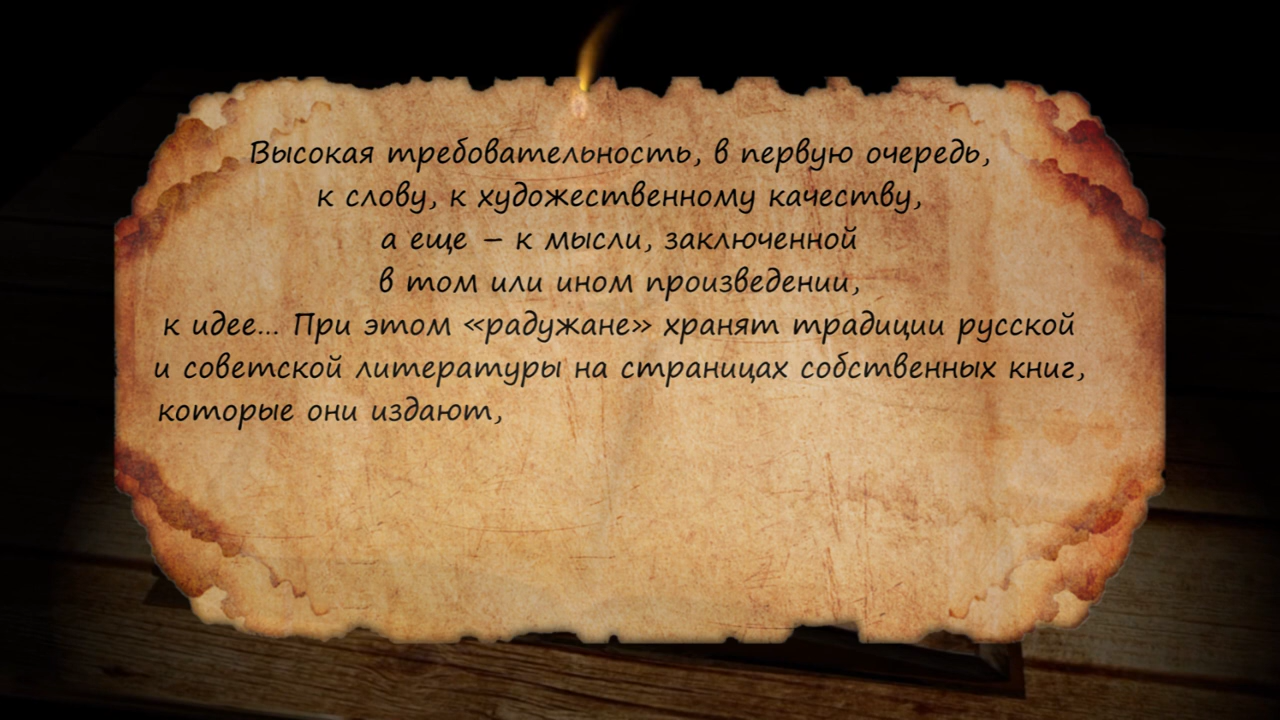 Высокая требовательность, в первую очередь,
к слову, к художественному качеству,
а еще – к мысли, заключенной
в том или ином произведении,
к идее... При этом «радужане» хранят традиции русской
и советской литературы на страницах собственных книг,
которые они издают,